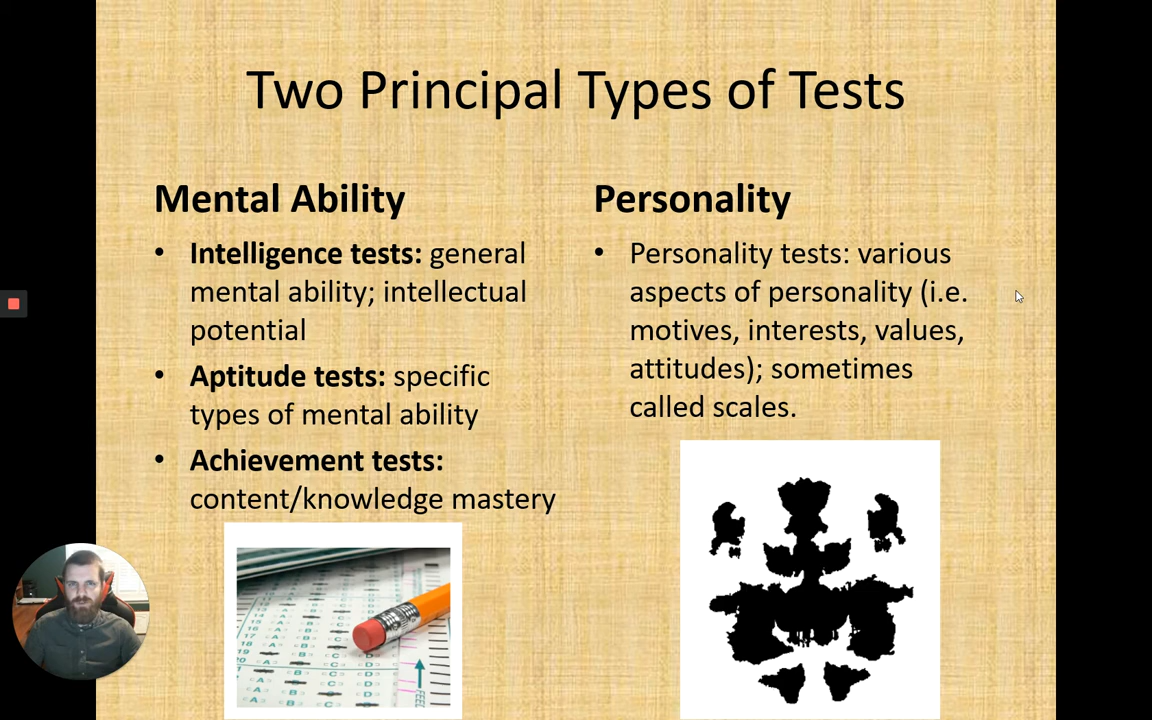 Two Principal Types of Tests
Mental Ability
• Intelligence tests: general
mental ability; intellectual
potential
• Aptitude tests: specific
types of mental ability
• Achievement tests:
content/knowledge mastery
Personality
• Personality tests: various
aspects of personality (i.e.
motives, interests, values,
attitudes); sometimes
called scales.